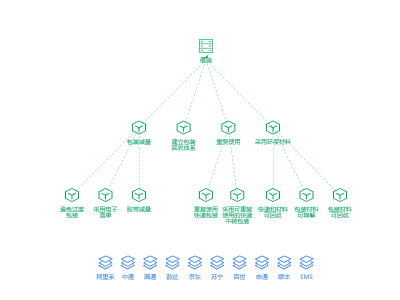 措施
包装减量
建立包装
回收体系
重复使用
采用环保材料
避免过度
包装
采用电子
面单
胶带减量
重复使用
快递包装
采用可重复
使用的快递
中转包装
快递和材料
可回收
包装材料
可降解
包装材料
可回收
阿里系 中通 圆通 韵达 京东 苏宁 百世 申通 顺丰 EMS